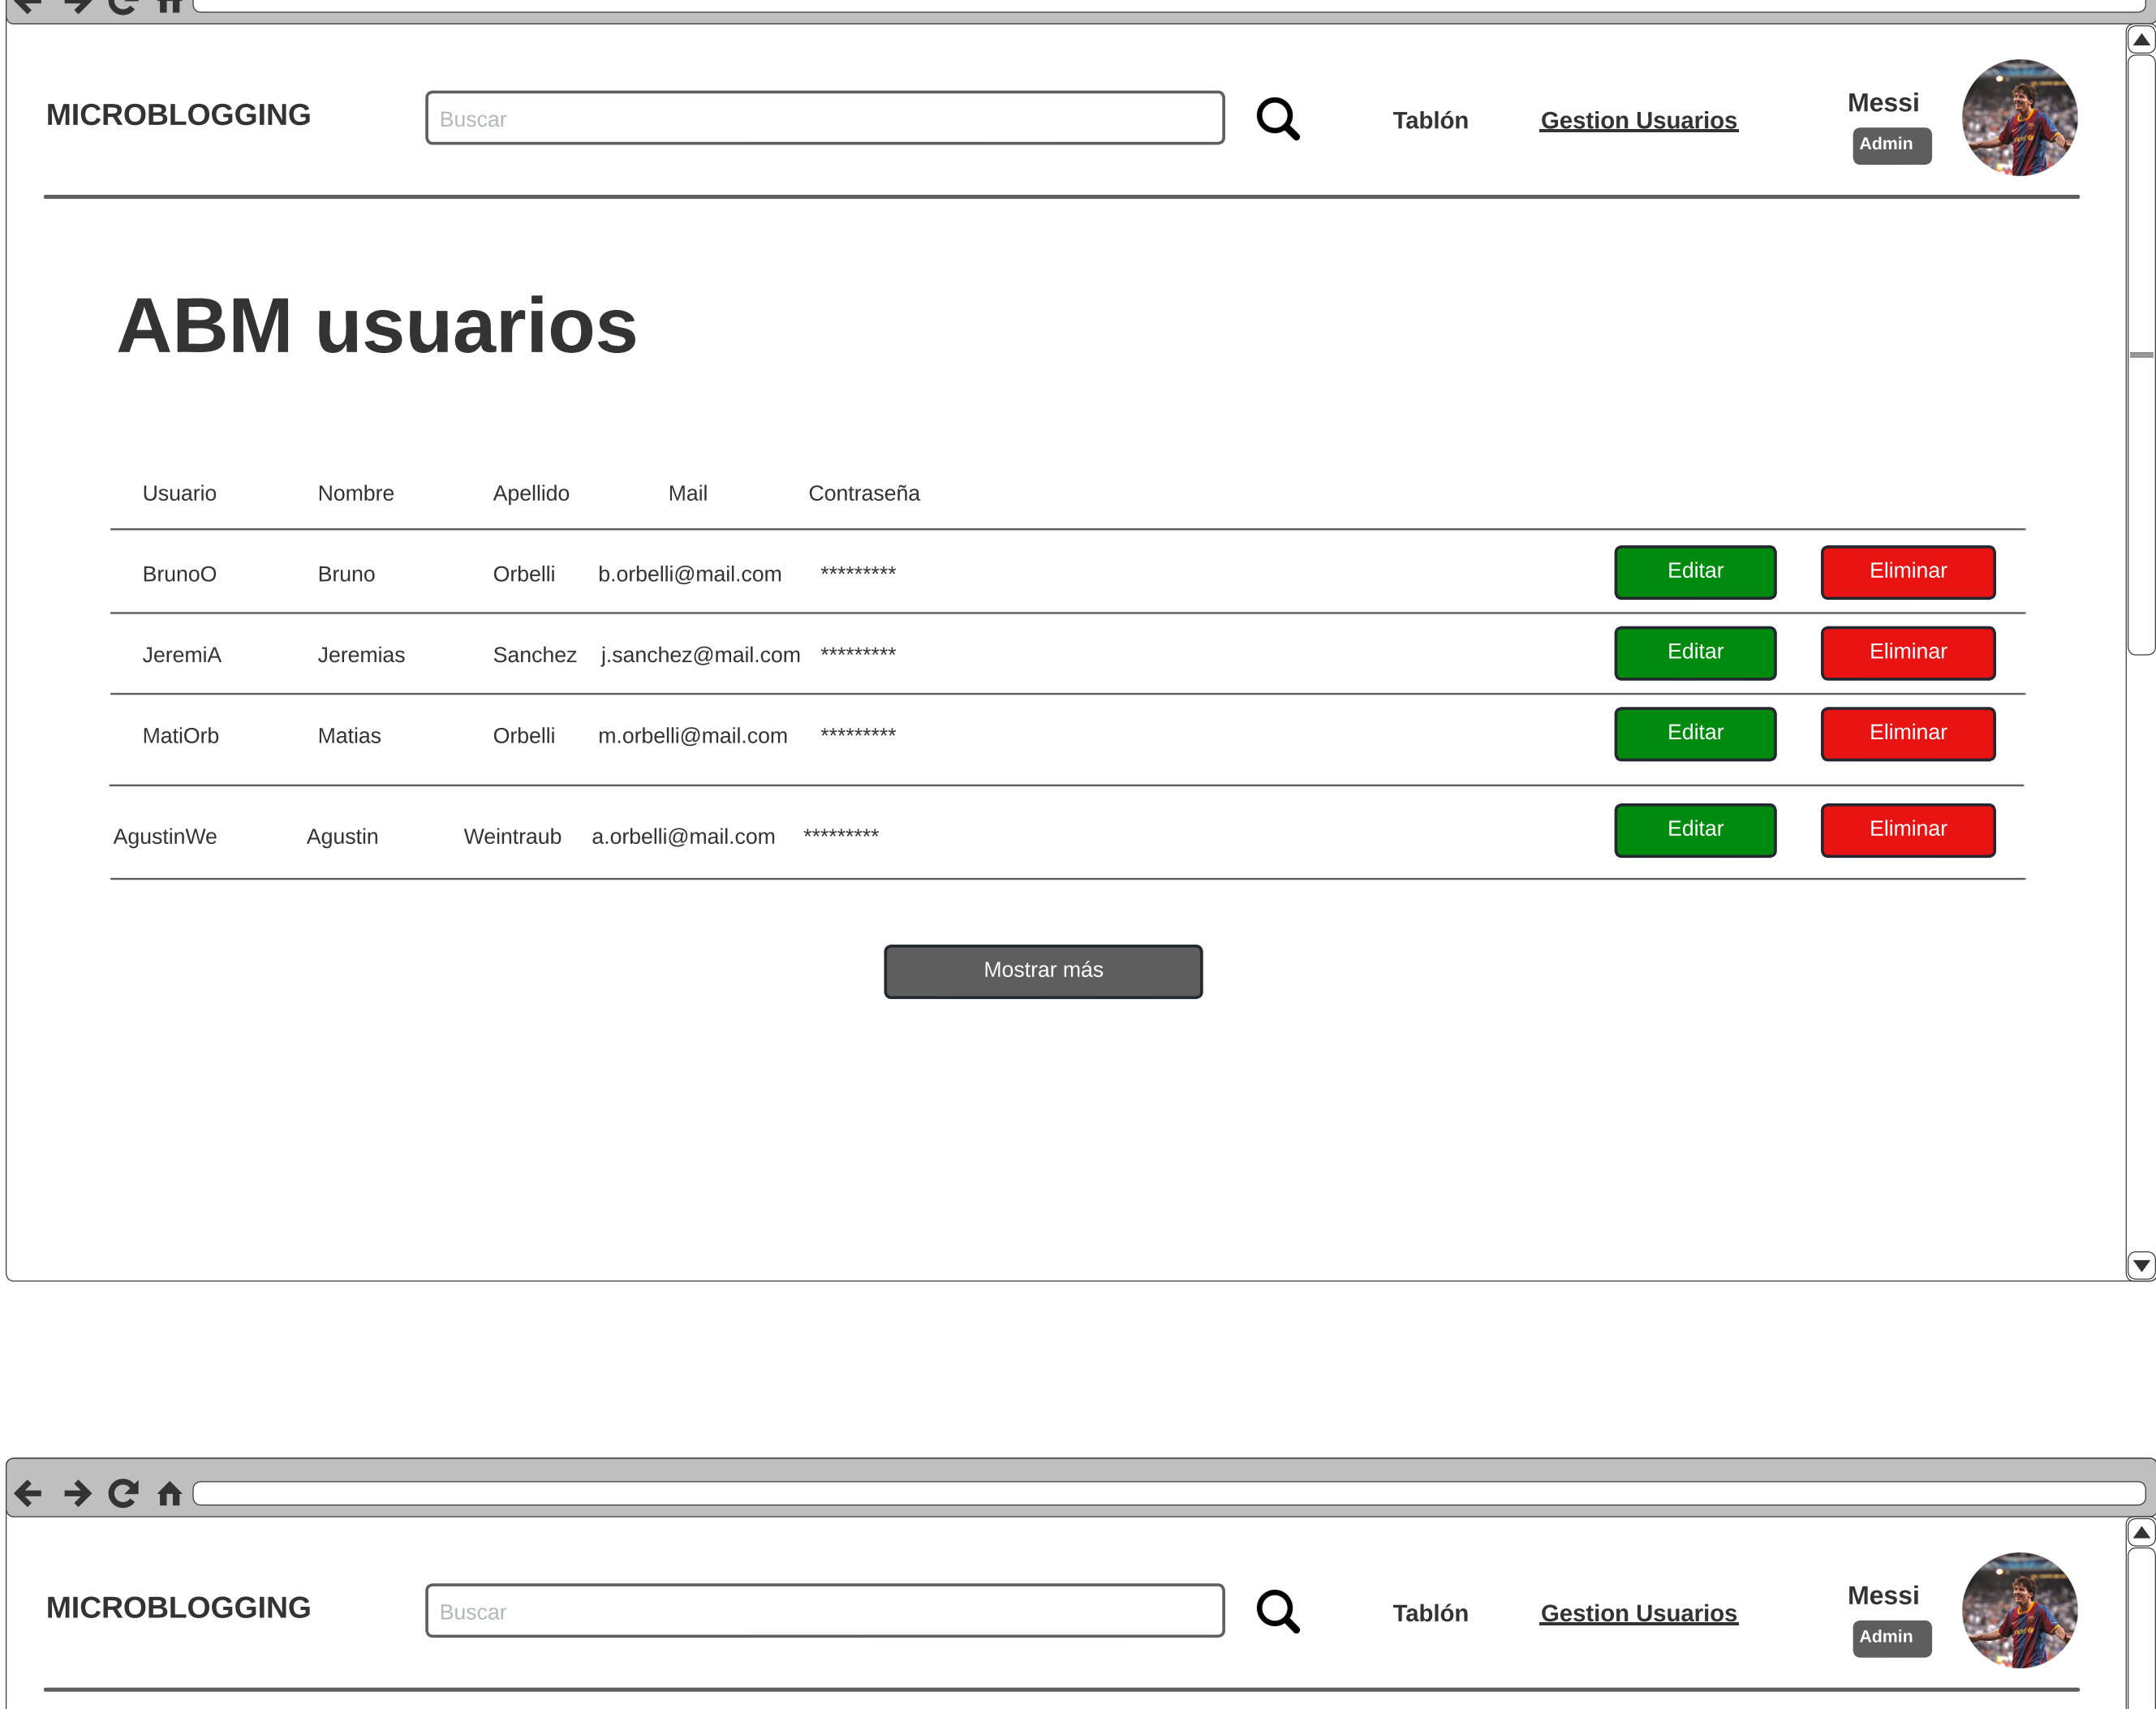 MICROBLOGGING
Buscar
Tablón
Gestion Usuarios
Messi
Admin
ABM usuarios
Usuario Nombre Apellido Mail Contraseña
BrunoO Bruno Orbelli b.orbelli@mail.com ********* Editar Eliminar
JeremiA Jeremias Sanchez j.sanchez@mail.com ********* Editar Eliminar
MatiOrb Matias Orbelli m.orbelli@mail.com ********* Editar Eliminar
AgustinWe Agustin Weintraub a.orbelli@mail.com ********* Editar Eliminar
Mostrar más
MICROBLOGGING
Buscar
Tablón
Gestion Usuarios
Messi
Admin